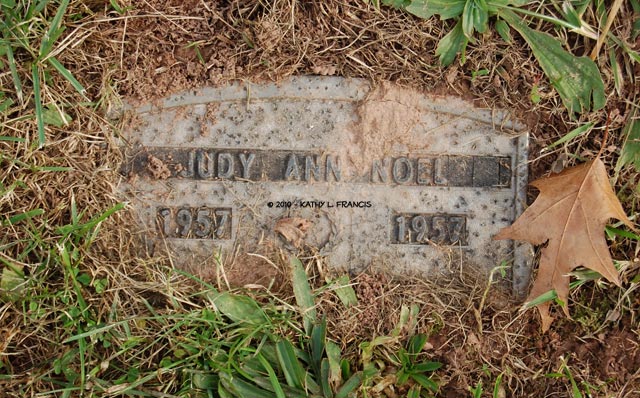 JUDY ANN NOEL
© 2010 - KATHY L. FRANCIS
1957 1957